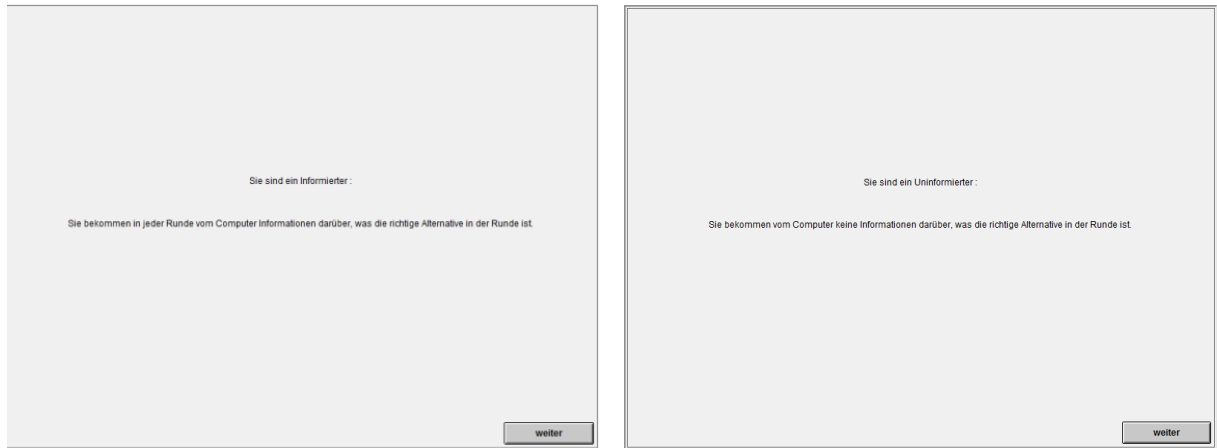 Sie sind ein Informierter :
Sie bekommen in jeder Runde vom Computer Informationen darüber, was die richtige Alternative in der Runde ist.
weiter
Sie sind ein Uninformierter :
Sie bekommen vom Computer keine Informationen darüber, was die richtige Alternative in der Runde ist.
weiter